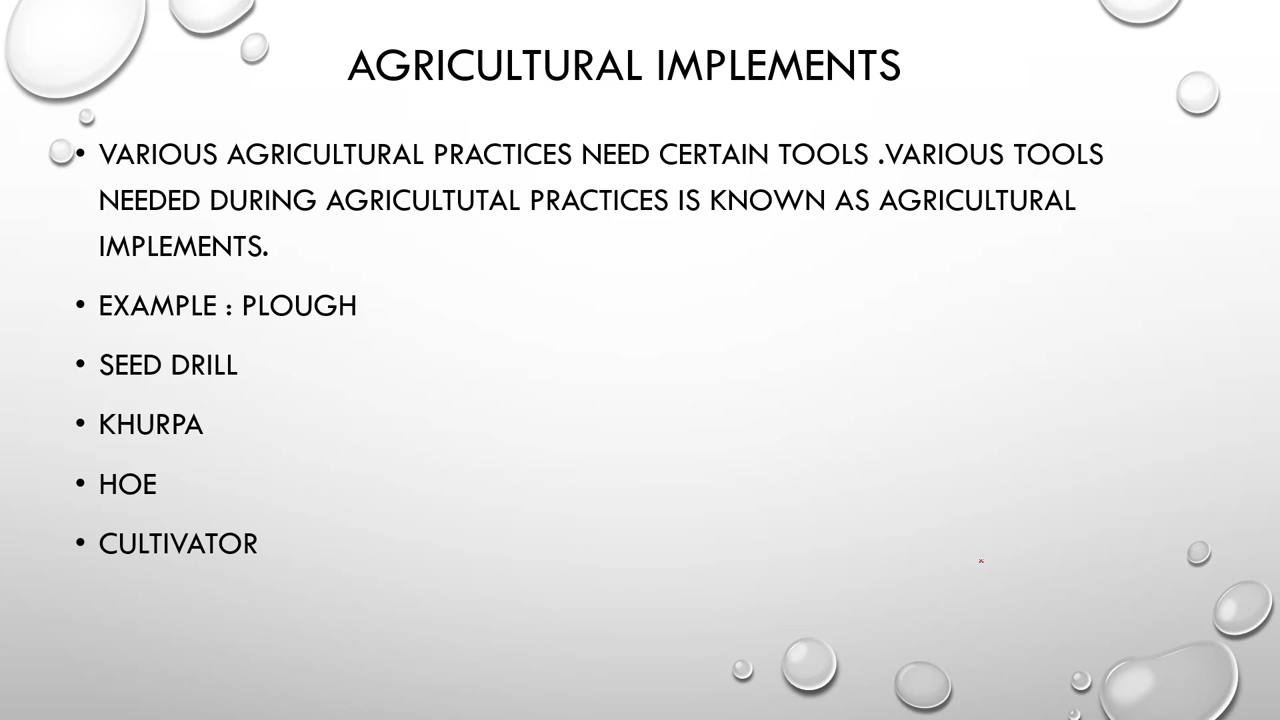 AGRICULTURAL IMPLEMENTS
• VARIOUS AGRICULTURAL PRACTICES NEED CERTAIN TOOLS .VARIOUS TOOLS
NEEDED DURING AGRICULTUTAL PRACTICES IS KNOWN AS AGRICULTURAL
IMPLEMENTS.
• EXAMPLE : PLOUGH
• SEED DRILL
• KHURPA
• HOE
• CULTIVATOR